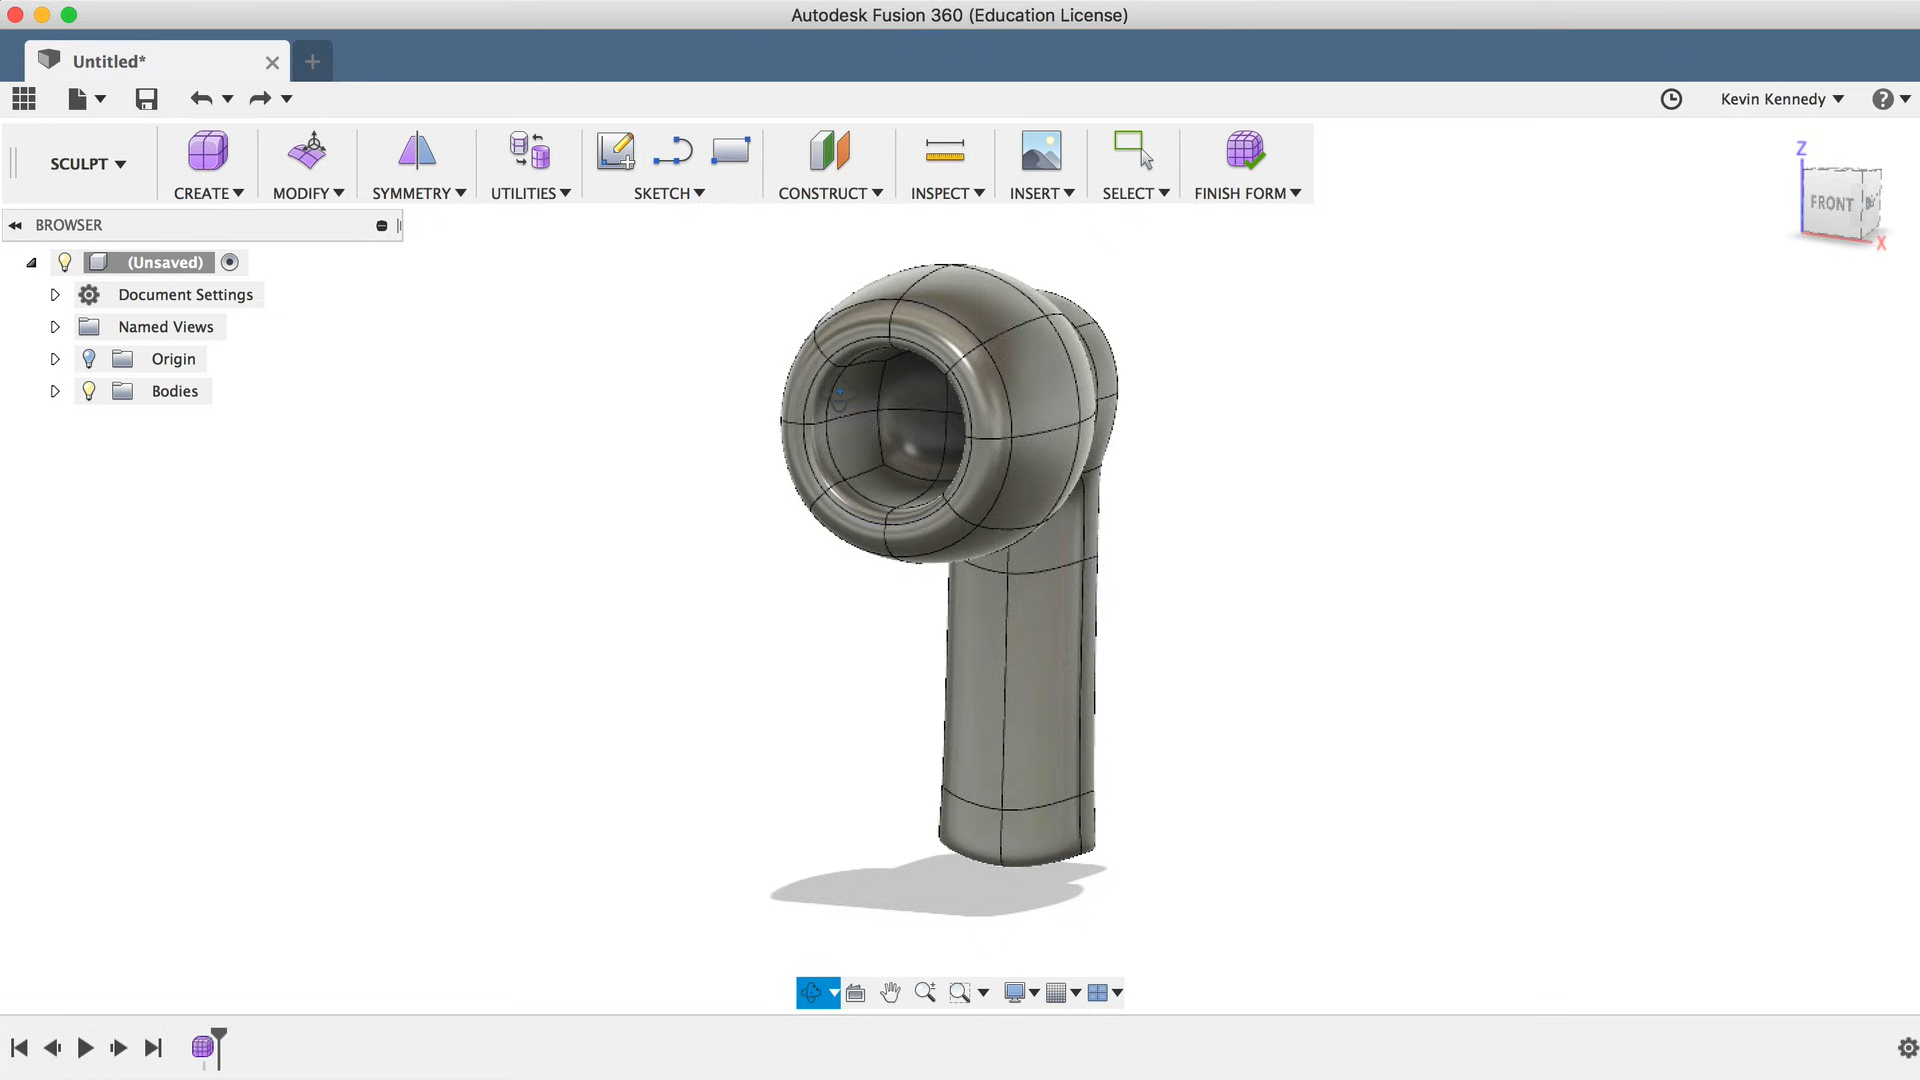 Autodesk Fusion 360 (Education License)
Untitled*
Kevin Kennedy
SCULPT
CREATE MODIFY SYMMETRY UTILITIES SKETCH CONSTRUCT INSPECT INSERT SELECT FINISH FORM
BROWSER
(Unsaved)
Document Settings
Named Views
Origin
Bodies
Z
FRONT
X